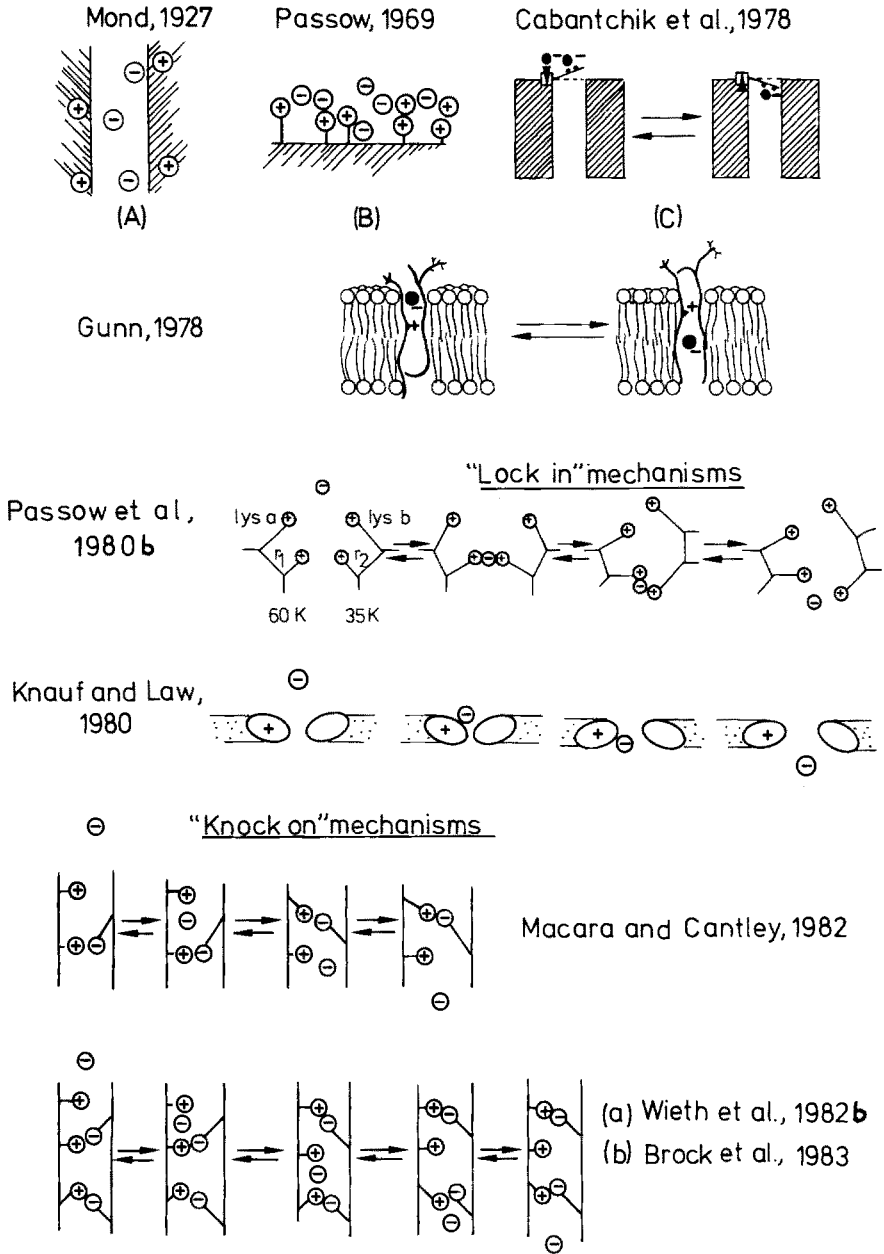 Mond, 1927
Passow, 1969
Cabantchik et al., 1978
(A)
(B)
(C)
Gunn, 1978
"Lock in" mechanisms
Passow et al,
1980b
lys a
lys b
r1
r2
60 K
35K
Knauf and Law,
1980
"Knock on" mechanisms
Macara and Cantley, 1982
(a) Wieth et al., 1982b
(b) Brock et al., 1983